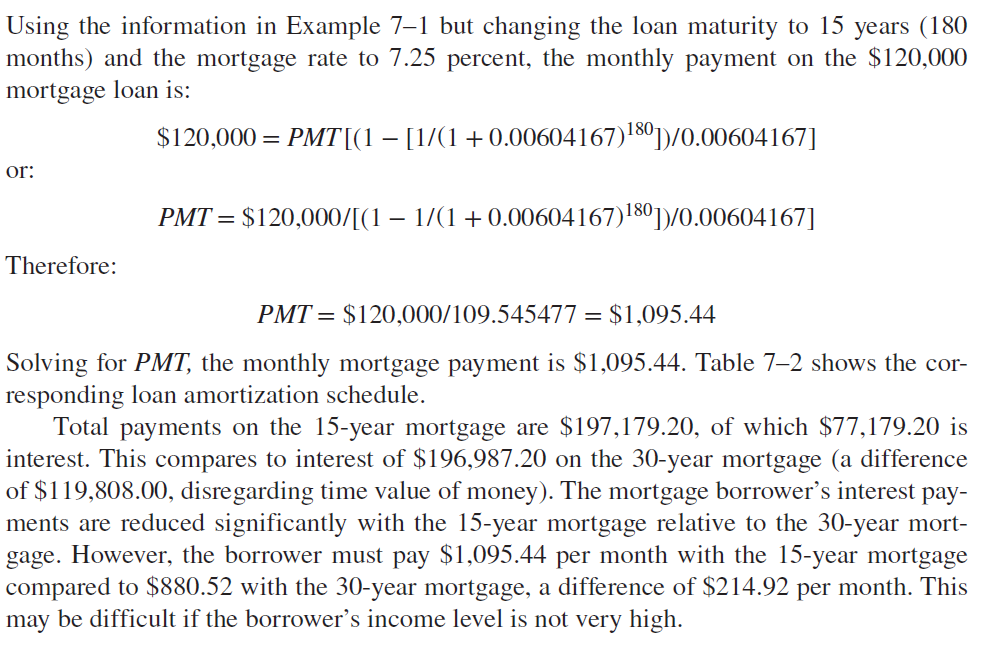 Using the information in Example 7–1 but changing the loan maturity to 15 years (180
months) and the mortgage rate to 7.25 percent, the monthly payment on the $120,000
mortgage loan is:
$120,000 = PMT[(1 – [1/(1 + 0.00604167)¹⁸⁰])/0.00604167]
or:
PMT = $120,000/[(1 – 1/(1 + 0.00604167)¹⁸⁰])/0.00604167]
Therefore:
PMT = $120,000/109.545477 = $1,095.44
Solving for PMT, the monthly mortgage payment is $1,095.44. Table 7–2 shows the cor-
responding loan amortization schedule.
Total payments on the 15-year mortgage are $197,179.20, of which $77,179.20 is
interest. This compares to interest of $196,987.20 on the 30-year mortgage (a difference
of $119,808.00, disregarding time value of money). The mortgage borrower’s interest pay-
ments are reduced significantly with the 15-year mortgage relative to the 30-year mort-
gage. However, the borrower must pay $1,095.44 per month with the 15-year mortgage
compared to $880.52 with the 30-year mortgage, a difference of $214.92 per month. This
may be difficult if the borrower’s income level is not very high.